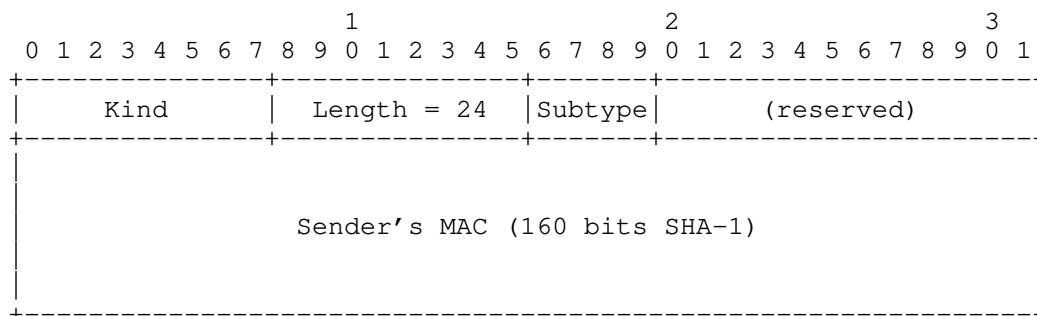 1                   2                   3
 0 1 2 3 4 5 6 7 8 9 0 1 2 3 4 5 6 7 8 9 0 1 2 3 4 5 6 7 8 9 0 1
+---------------+---------------+-------+-----------------------
|     Kind      |  Length = 24  |Subtype|      (reserved)
+---------------+---------------+-------+-----------------------
|
|
|                 Sender's MAC (160 bits SHA-1)
|
|
+---------------------------------------------------------------